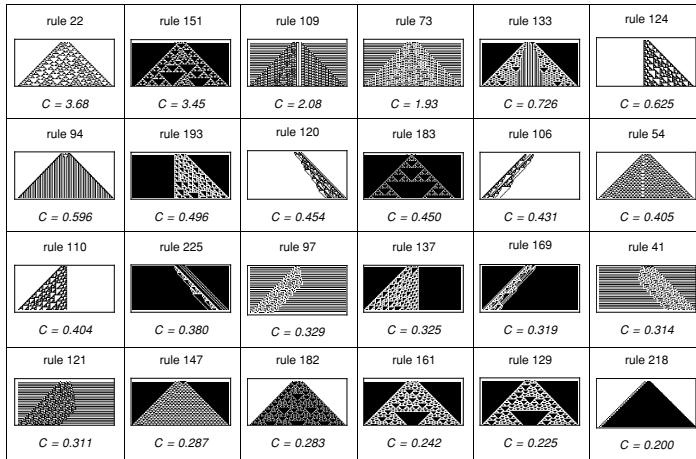 rule 22 rule 151 rule 109 rule 73 rule 133 rule 124
C = 3.68 C = 3.45 C = 2.08 C = 1.93 C = 0.726 C = 0.625
rule 94 rule 193 rule 120 rule 183 rule 106 rule 54
C = 0.596 C = 0.496 C = 0.454 C = 0.450 C = 0.431 C = 0.405
rule 110 rule 225 rule 97 rule 137 rule 169 rule 41
C = 0.404 C = 0.380 C = 0.329 C = 0.325 C = 0.319 C = 0.314
rule 121 rule 147 rule 182 rule 161 rule 129 rule 218
C = 0.311 C = 0.287 C = 0.283 C = 0.242 C = 0.225 C = 0.200